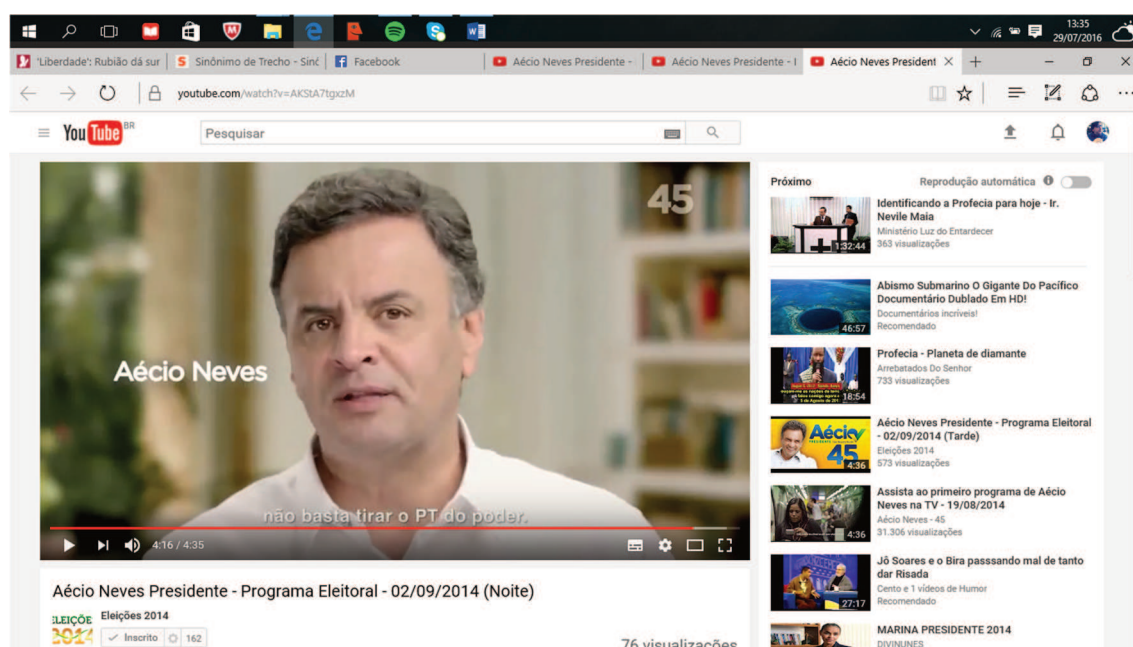 13:35
29/07/2016
'Liberdade': Rubião dá sur
Sinônimo de Trecho - Sinć
Facebook
Aécio Neves Presidente -
Aécio Neves Presidente - I
Aécio Neves President
youtube.com/watch?v=AKStA7tgxzM
YouTube BR
Pesquisar
45
Aécio Neves
não basta tirar o PT do poder.
4:16 / 4:35
Aécio Neves Presidente - Programa Eleitoral - 02/09/2014 (Noite)
ELEIÇÕE
2014
Eleições 2014
Inscrito 162
76 visualizações
Próximo
Reprodução automática
1:32:44
Identificando a Profecia para hoje - Ir.
Nevile Maia
Ministério Luz do Entardecer
363 visualizações
46:57
Abismo Submarino O Gigante Do Pacífico
Documentário Dublado Em HD!
Documentários incríveis!
Recomendado
18:54
Profecia - Planeta de diamante
Arrebatados Do Senhor
733 visualizações
Aécio
45
4:36
Aécio Neves Presidente - Programa Eleitoral
- 02/09/2014 (Tarde)
Eleições 2014
573 visualizações
4:36
Assista ao primeiro programa de Aécio
Neves na TV - 19/08/2014
Aécio Neves - 45
31.306 visualizações
27:17
Jô Soares e o Bira passsando mal de tanto
dar Risada
Cento e 1 vídeos de Humor
Recomendado
MARINA PRESIDENTE 2014
DIVINUNES